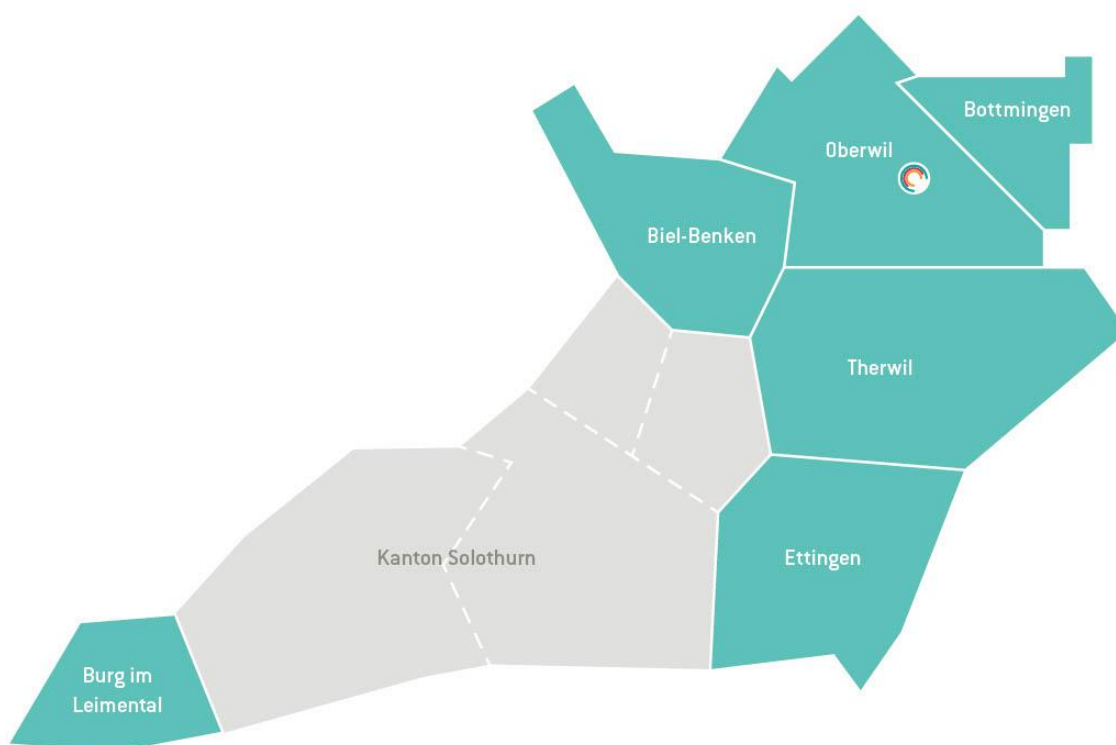 Bottmingen
Oberwil
Biel-Benken
Therwil
Kanton Solothurn
Ettingen
Burg im
Leimental